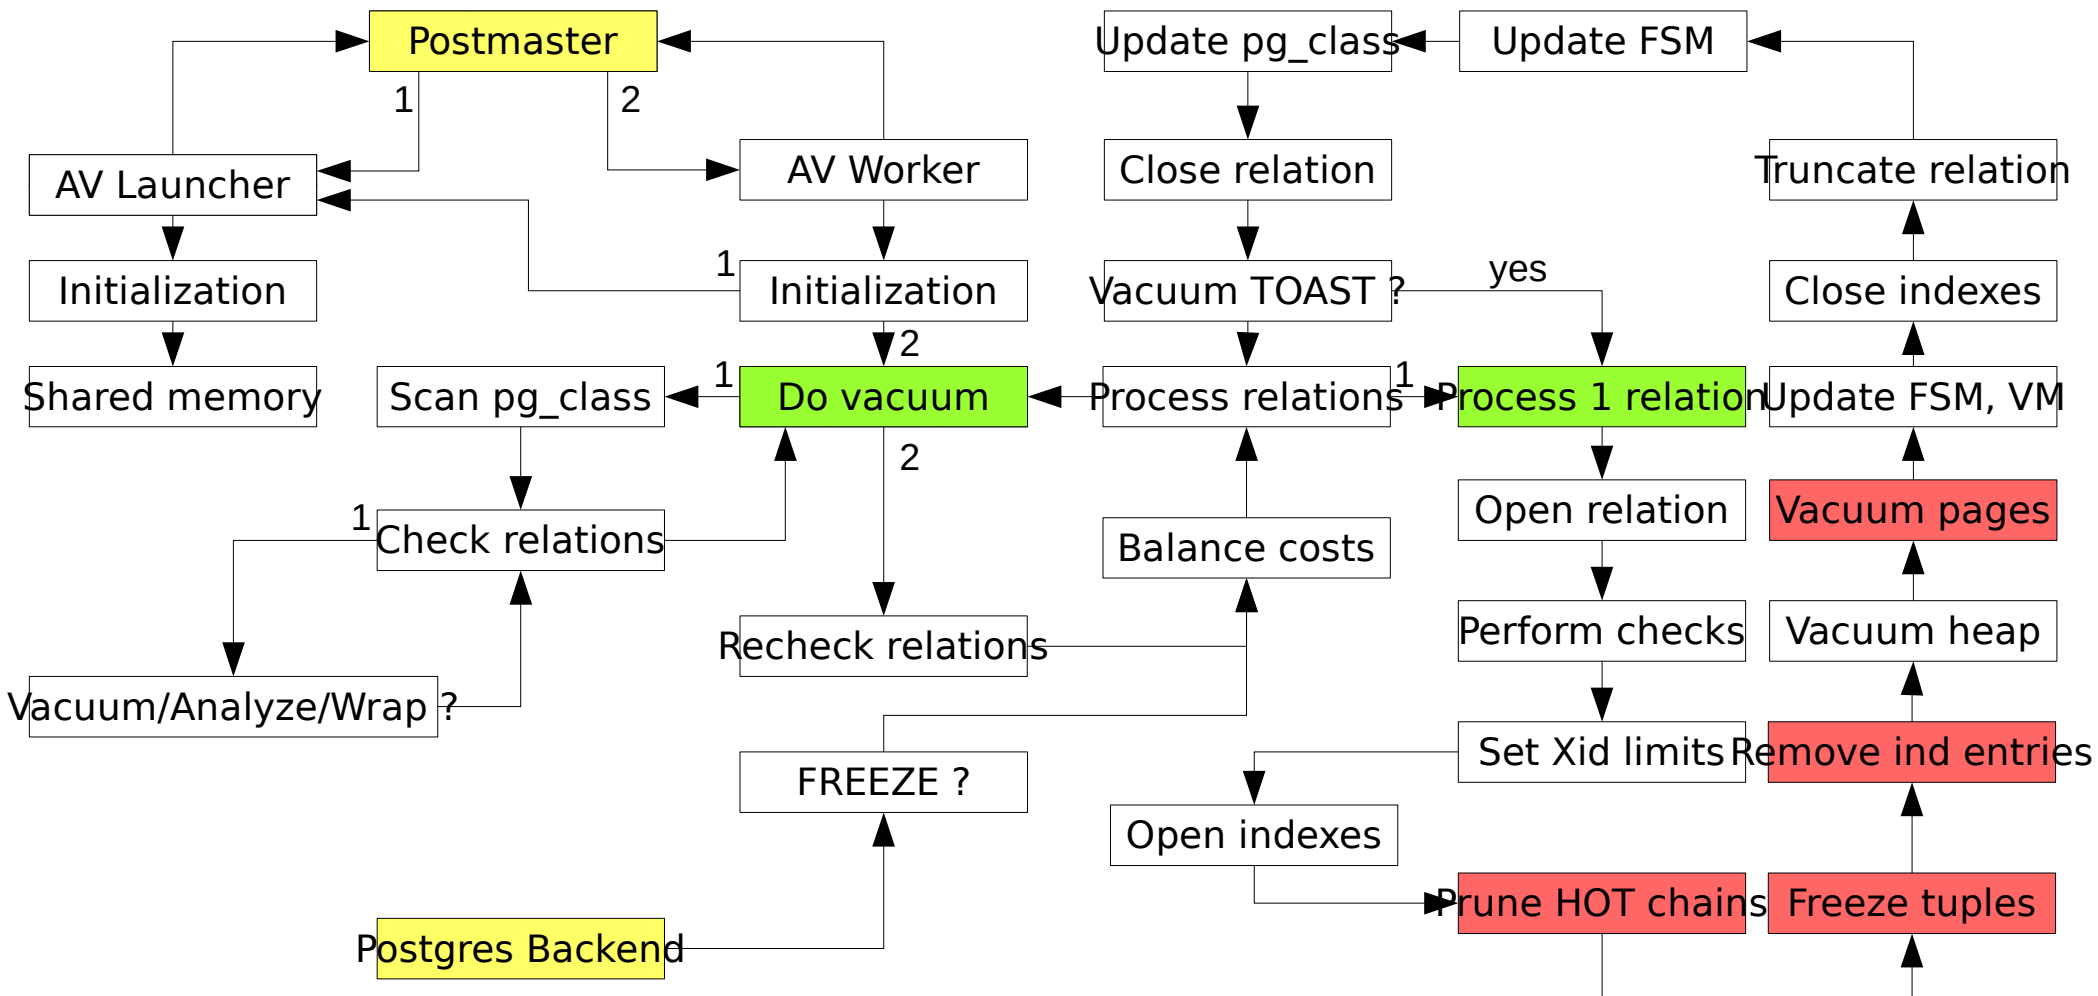 Postmaster
Update pg_class
Update FSM
1
2
AV Launcher
AV Worker
Close relation
Truncate relation
Initialization
1
Initialization
Vacuum TOAST ?
yes
Close indexes
2
Shared memory
Scan pg_class
1
Do vacuum
Process relations
1
Process 1 relation
Update FSM, VM
2
1
Check relations
Balance costs
Open relation
Vacuum pages
Recheck relations
Perform checks
Vacuum heap
Vacuum/Analyze/Wrap ?
FREEZE ?
Set Xid limits
Remove ind entries
Open indexes
Postgres Backend
Prune HOT chains
Freeze tuples